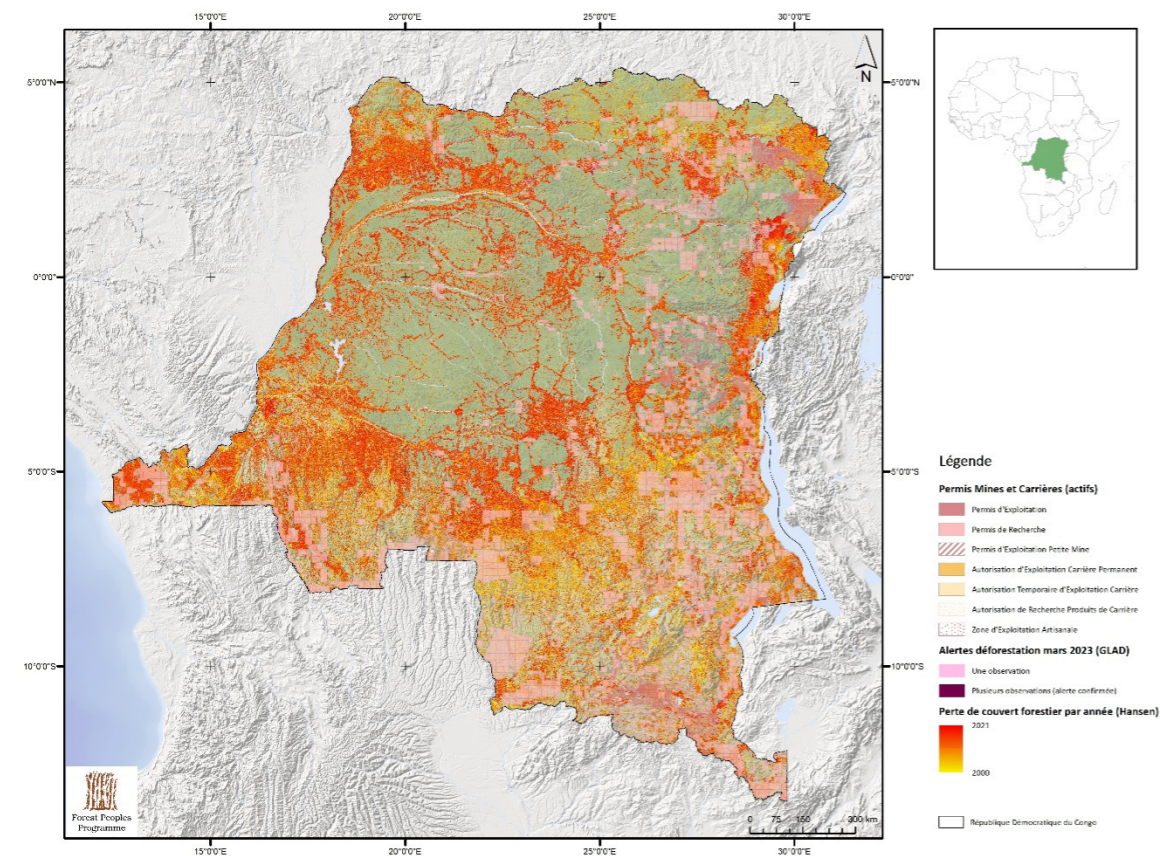 15°0'0"E
20°0'0"E
25°0'0"E
30°0'0"E
N
5°0'0"N
5°0'0"N
0°0'0"
0°0'0"
5°0'0"S
5°0'0"S
10°0'0"S
10°0'0"S
Légende
Permis Mines et Carrières (actifs)
Permis d'Exploitation
Permis de Recherche
Permis d'Exploitation Petite Mine
Autorisation d'Exploitation Carrière Permanent
Autorisation Temporaire d'Exploitation Carrière
Autorisation de Recherche Produits de Carrière
Zone d'Exploitation Artisanale
Alertes déforestation mars 2023 (GLAD)
Une observation
Plusieurs observations (alerte confirmée)
Perte de couvert forestier par année (Hansen)
2021
2000
République Démocratique du Congo
Forest Peoples
Programme
0 75 150 300 km
15°0'0"E
20°0'0"E
25°0'0"E
30°0'0"E